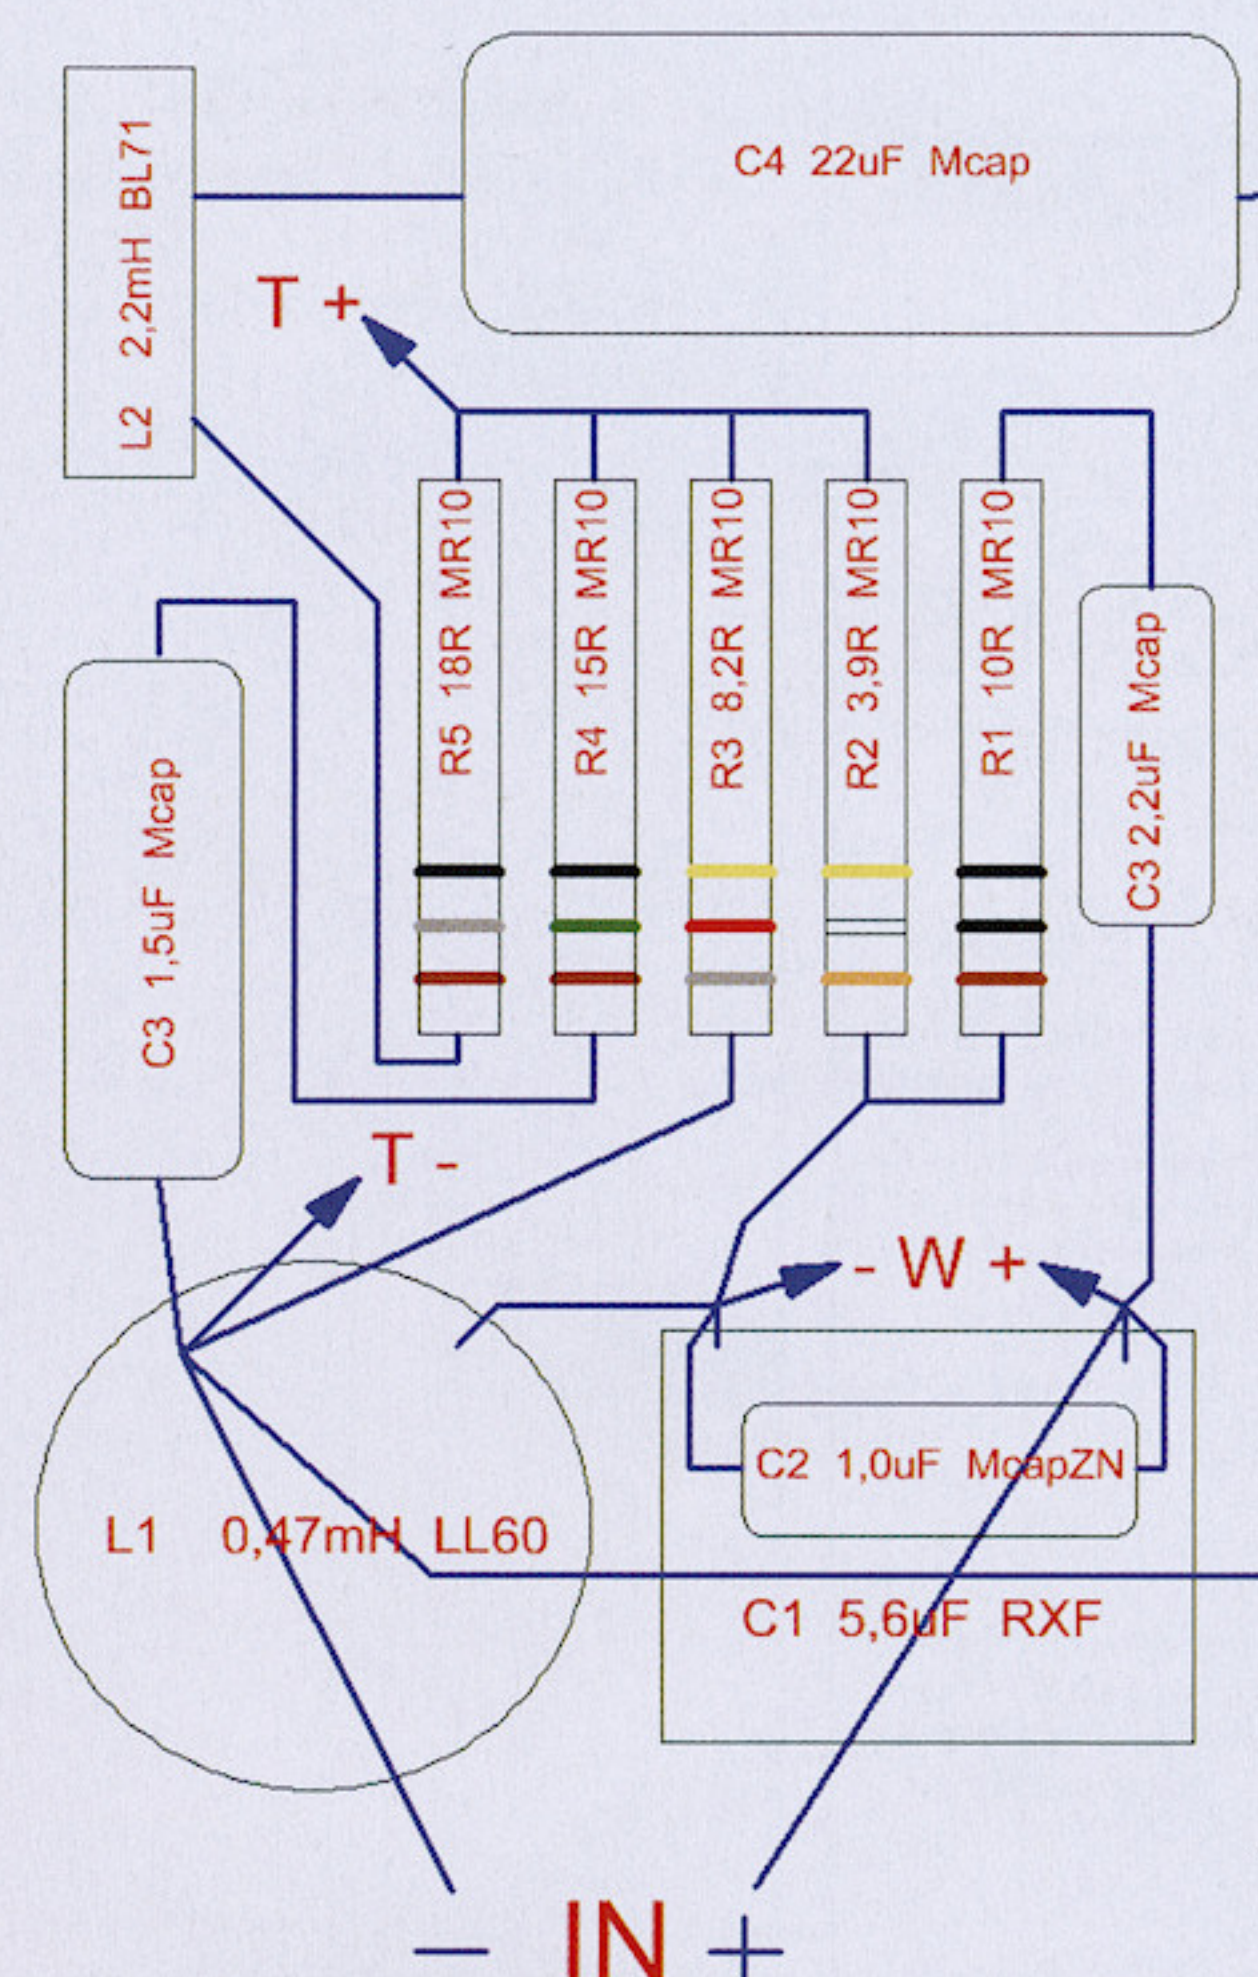 C4 22uF Mcap
L2 2,2mH BL71
T +
R5 18R MR10
R4 15R MR10
R3 8,2R MR10
R2 3,9R MR10
R1 10R MR10
C3 2,2uF Mcap
C3 1,5uF Mcap
T -
- W +
C2 1,0uF McapZN
L1 0,47mH LL60
C1 5,6uF RXF
— IN +